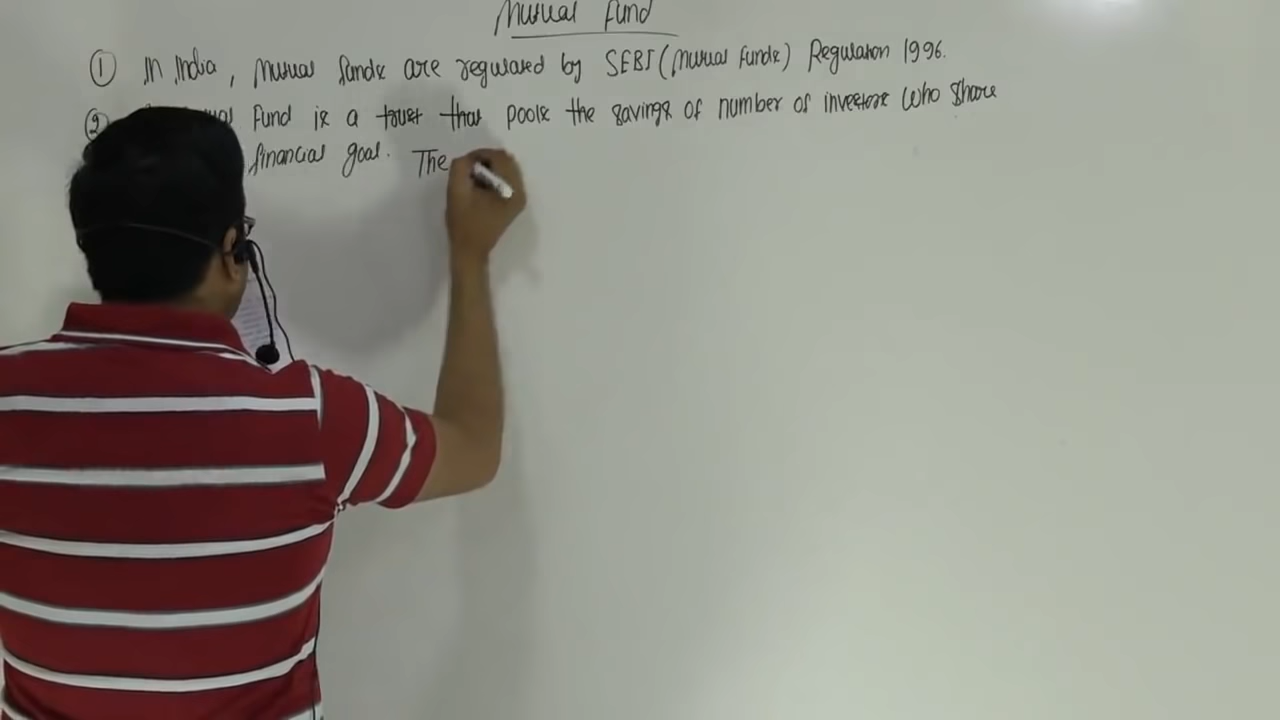 Mutual Fund
① In India, Mutual Funds are regulated by SEBI (Mutual Funds) Regulation 1996.
② Fund is a trust that pools the savings of number of investors who share
financial goal. The